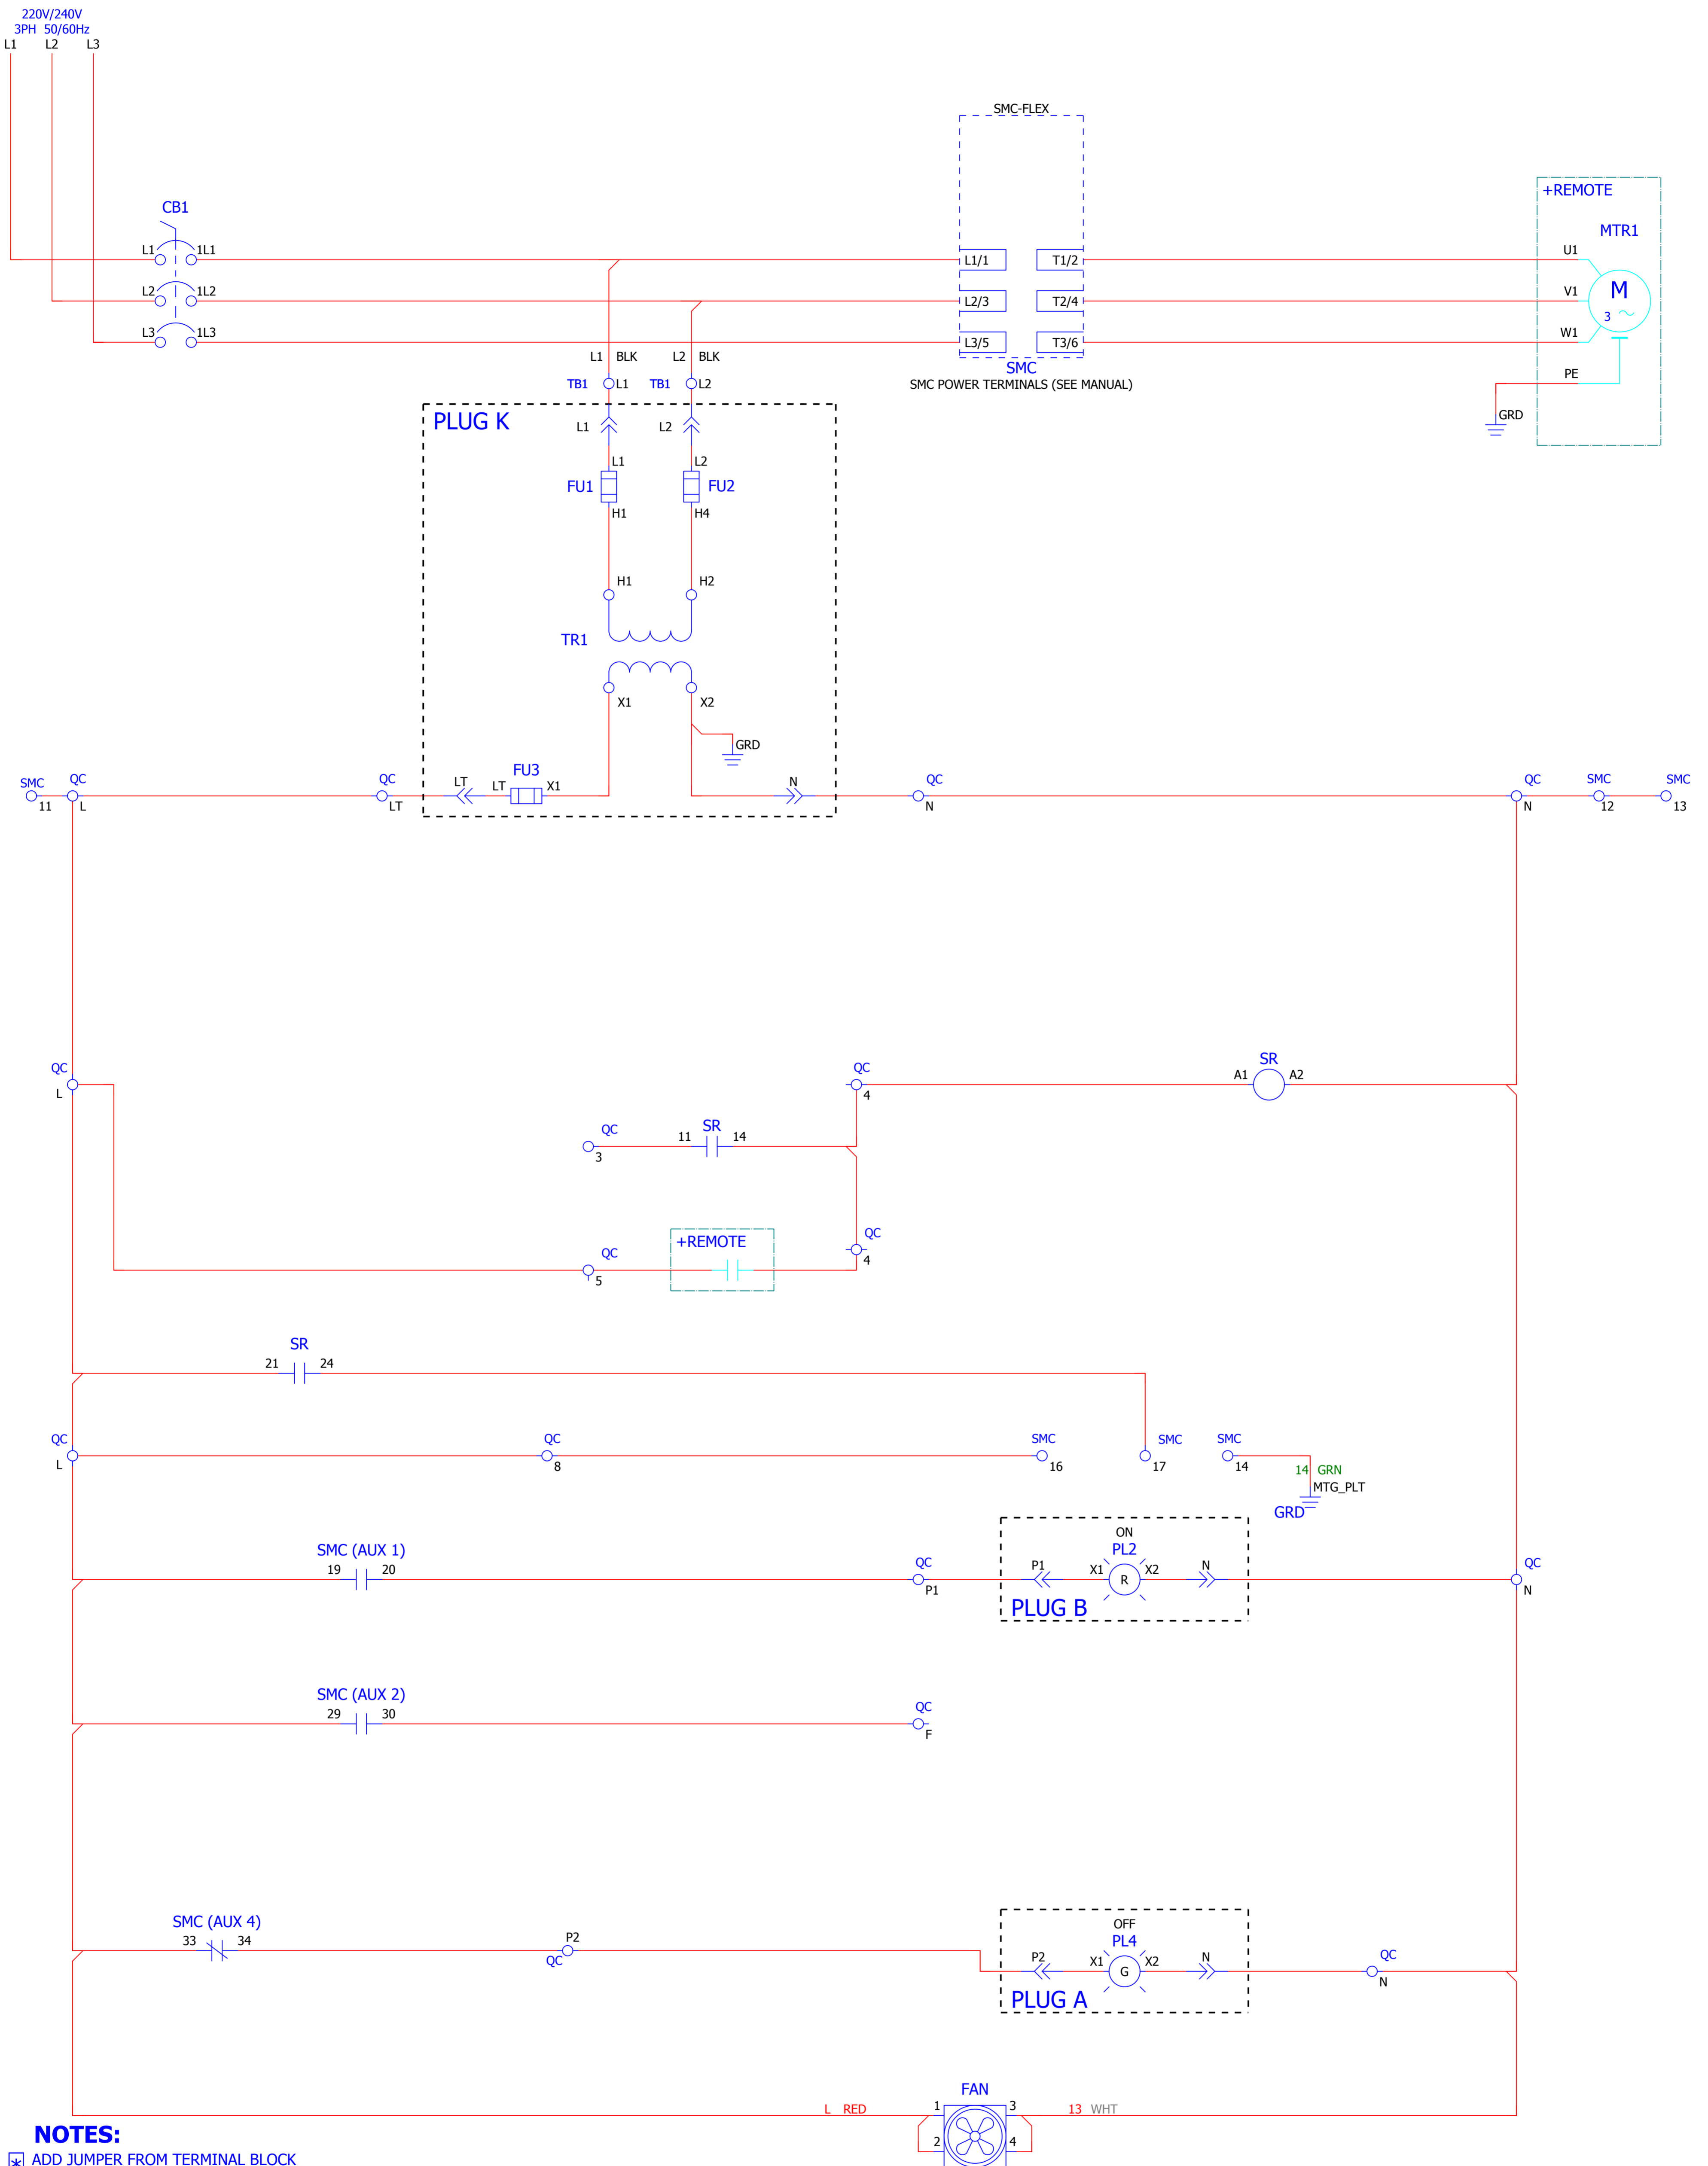 220V/240V
3PH 50/60Hz
L1 L2 L3
SMC-FLEX
+REMOTE
CB1
MTR1
L1 1L1
L1/1 T1/2
U1
L2 1L2
L2/3 T2/4
V1
M
3
L3 1L3
L3/5 T3/6
W1
L1 BLK L2 BLK
SMC
SMC POWER TERMINALS (SEE MANUAL)
PE
TB1 L1 TB1 L2
GRD
PLUG K
L1 L2
L1 L2
FU1 FU2
H1 H4
H1 H2
TR1
X1 X2
GRD
SMC QC QC LT LT FU3 X1 N QC QC SMC SMC
11 L LT N N 12 13
QC QC SR
L 4 A1 A2
QC SR
3 11 14
QC +REMOTE QC
5 4
SR
21 24
QC QC SMC SMC SMC
L 8 16 17 14
14 GRN
MTG_PLT
GRD
ON
SMC (AUX 1) QC PL2 QC
19 20 P1 P1 X1 R X2 N N
PLUG B
SMC (AUX 2) QC
29 30 F
OFF
SMC (AUX 4) P2 PL4 QC
33 34 QC P2 X1 G X2 N N
PLUG A
FAN
L RED 1 3 13 WHT
2 4
NOTES:
* ADD JUMPER FROM TERMINAL BLOCK